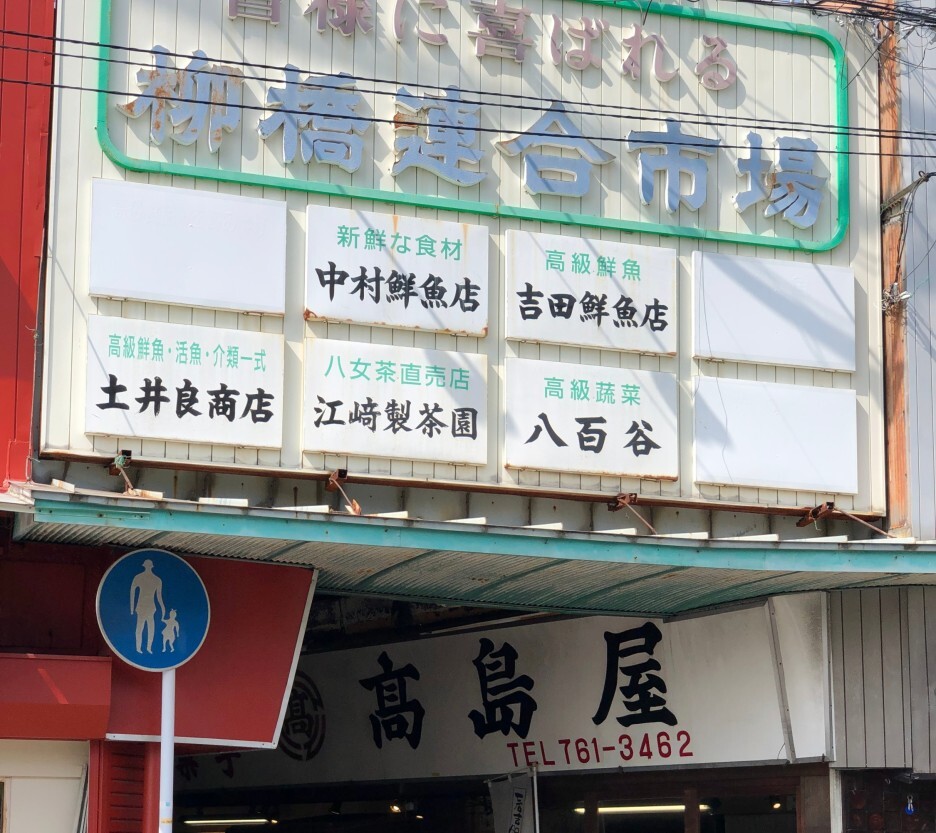 皆様に喜ばれる
柳橋連合市場
新鮮な食材
中村鮮魚店
高級鮮魚
吉田鮮魚店
高級鮮魚・活魚・介類一式
土井良商店
八女茶直売店
江﨑製茶園
高級蔬菜
八百谷
髙
髙島屋
TEL761-3462